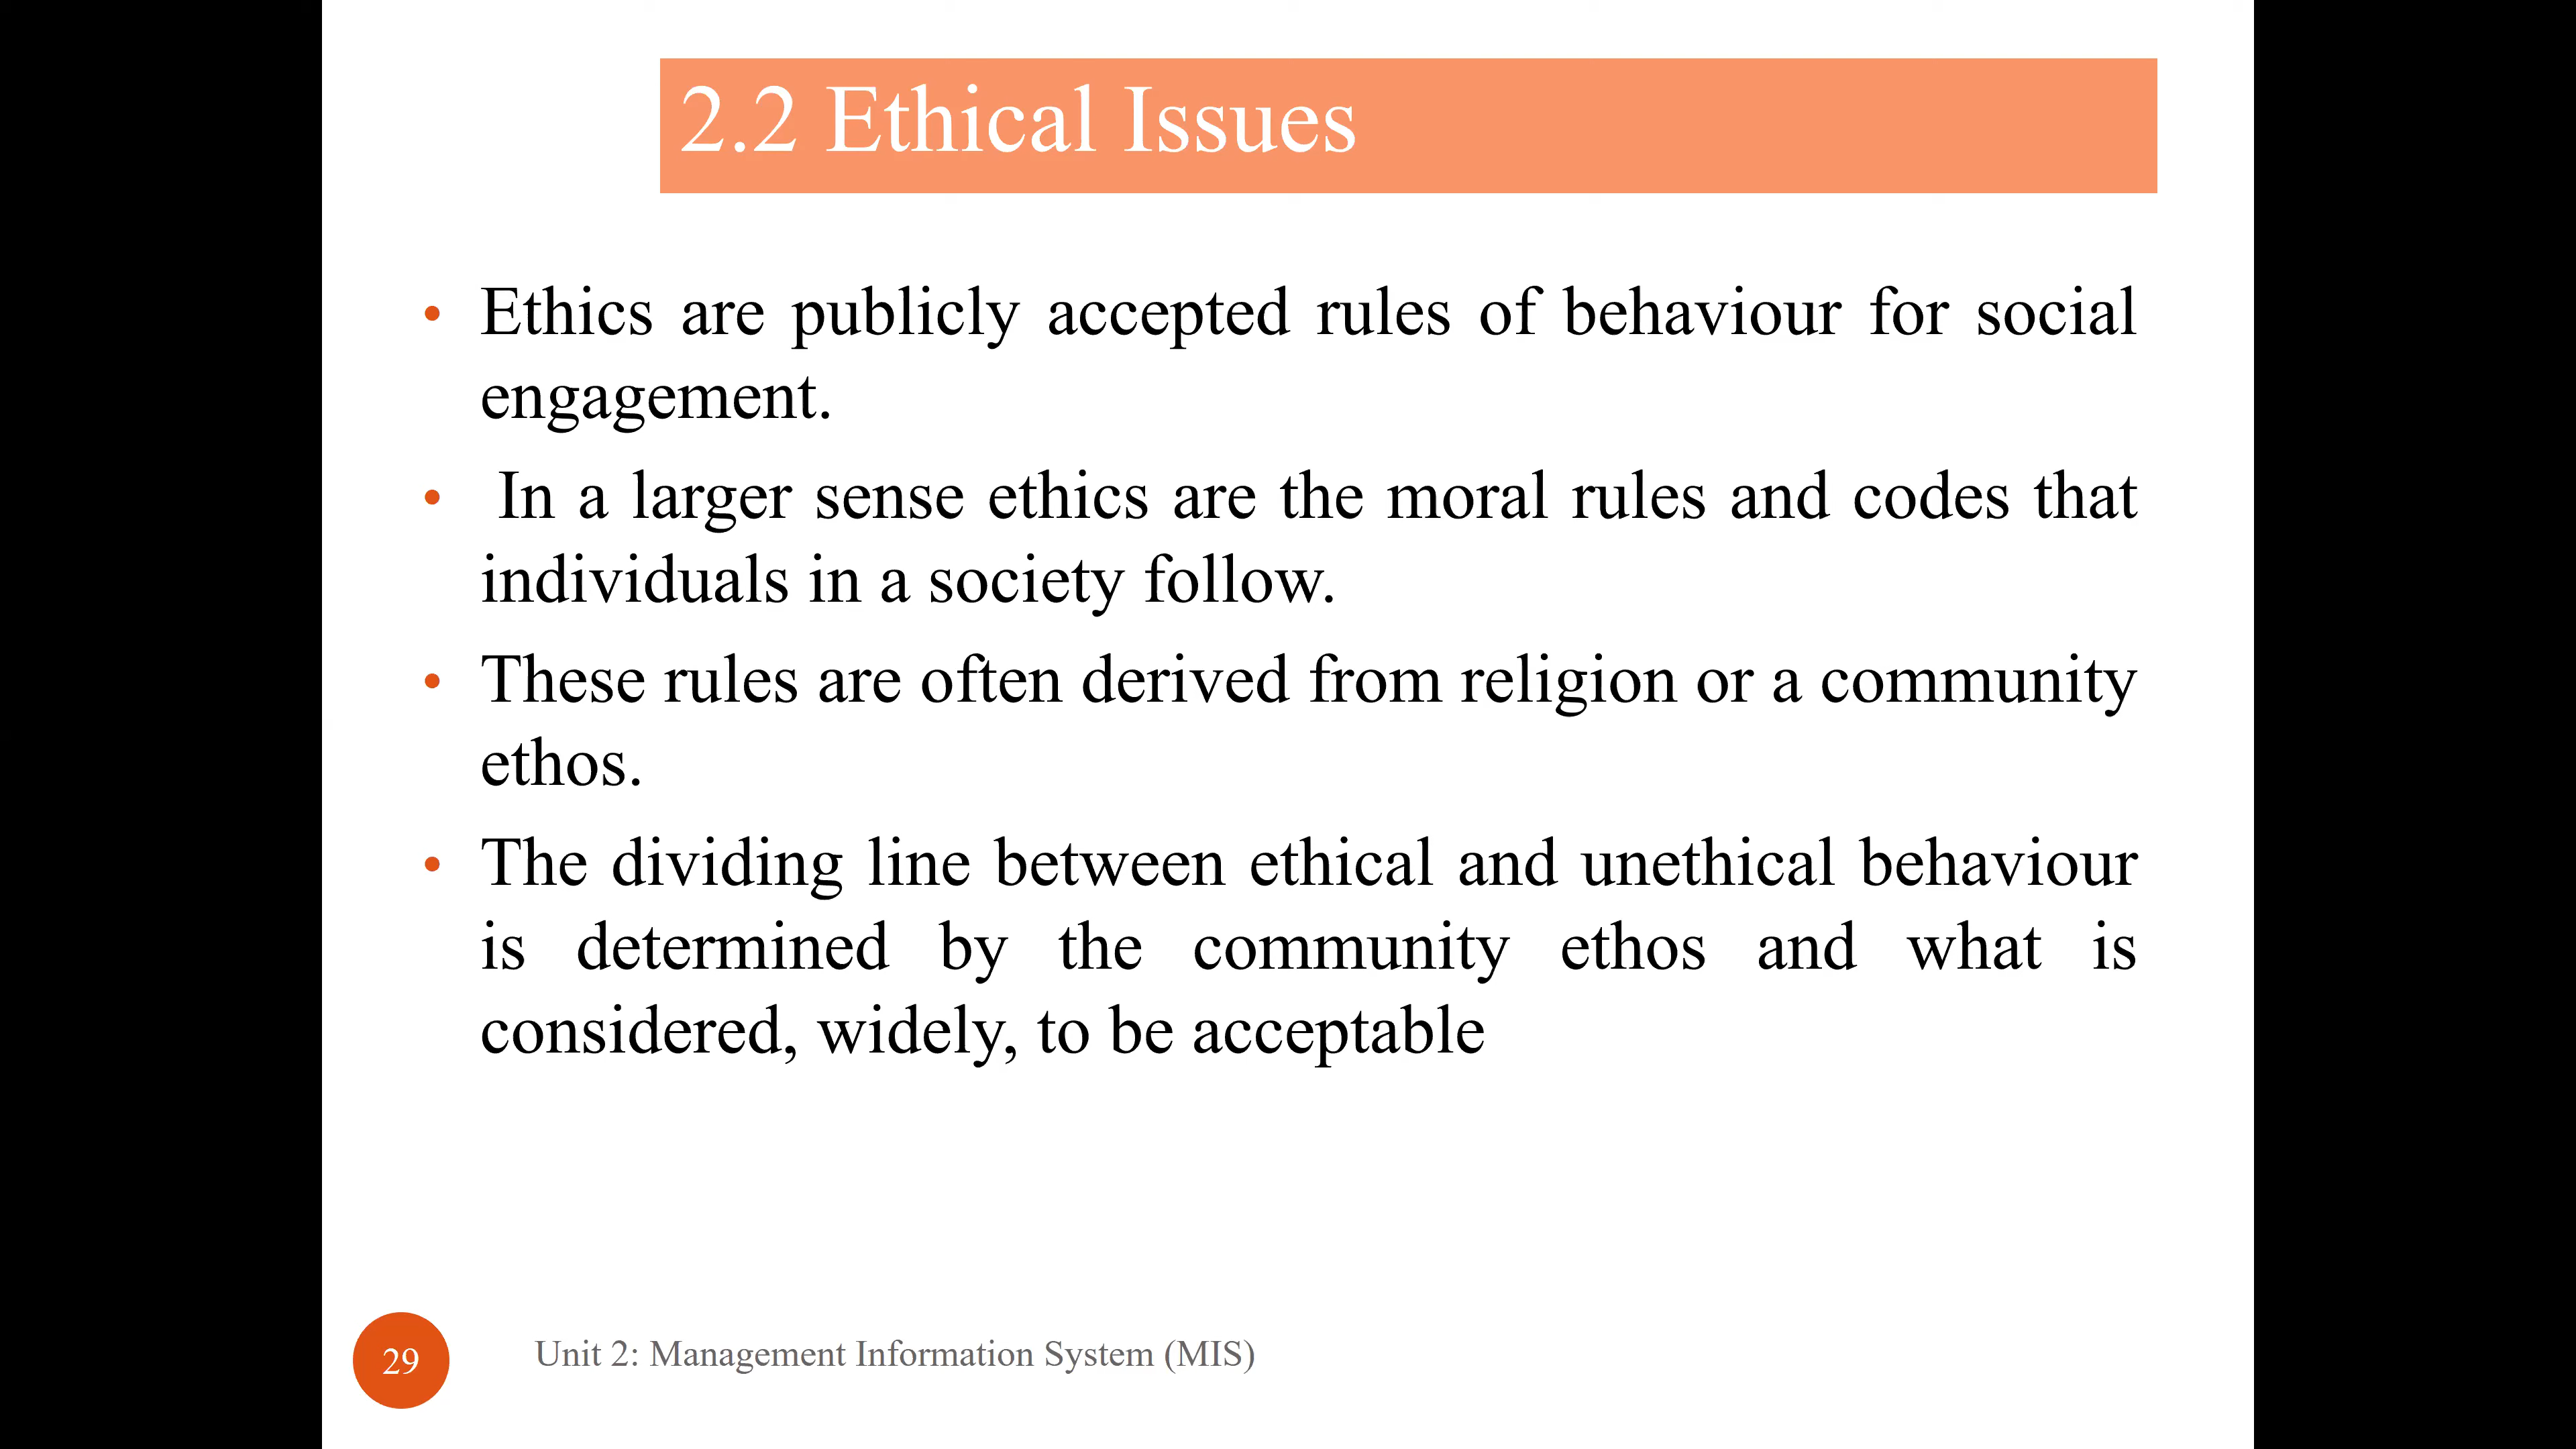 2.2 Ethical Issues
• Ethics are publicly accepted rules of behaviour for social
engagement.
• In a larger sense ethics are the moral rules and codes that
individuals in a society follow.
• These rules are often derived from religion or a community
ethos.
• The dividing line between ethical and unethical behaviour
is determined by the community ethos and what is
considered, widely, to be acceptable
29
Unit 2: Management Information System (MIS)